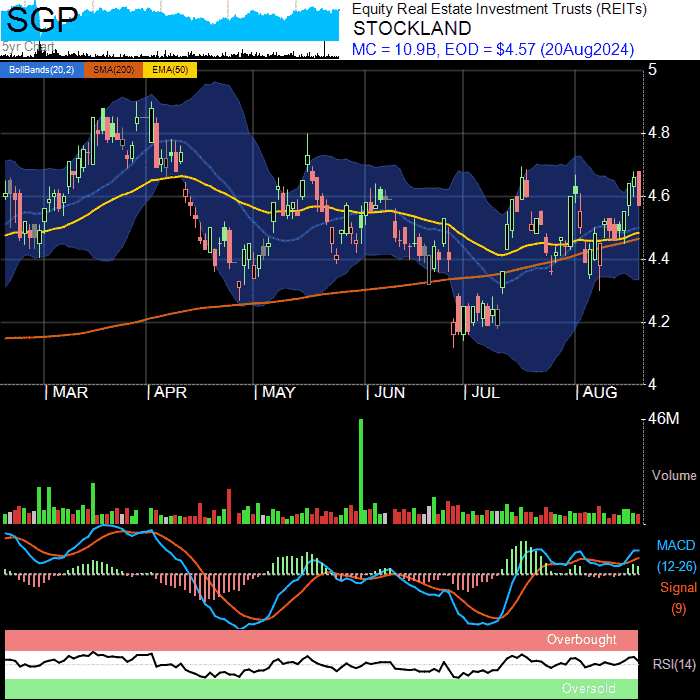 SGP
5yr Chart
Equity Real Estate Investment Trusts (REITs)
STOCKLAND
MC = 10.9B, EOD = $4.57 (20Aug2024)
BollBands(20,2) SMA(200) EMA(50)
5
4.8
4.6
4.4
4.2
4
| MAR | APR | MAY | JUN | JUL | AUG
46M
Volume
MACD
(12-26)
Signal
(9)
Overbought
RSI(14)
Oversold